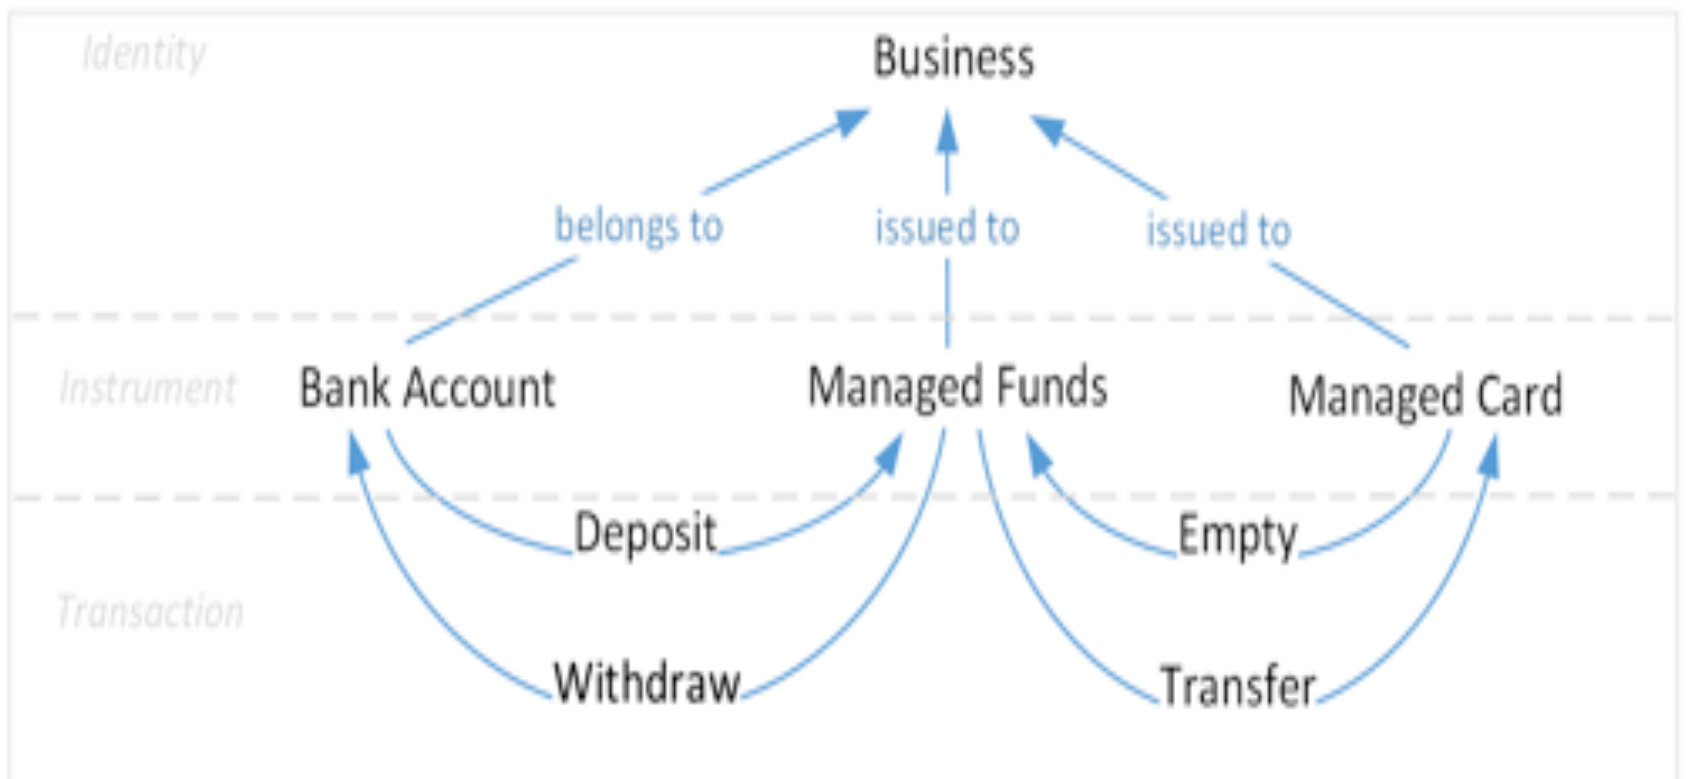 Identity
Business
belongs to
issued to
issued to
Instrument
Bank Account
Managed Funds
Managed Card
Deposit
Empty
Transaction
Withdraw
Transfer